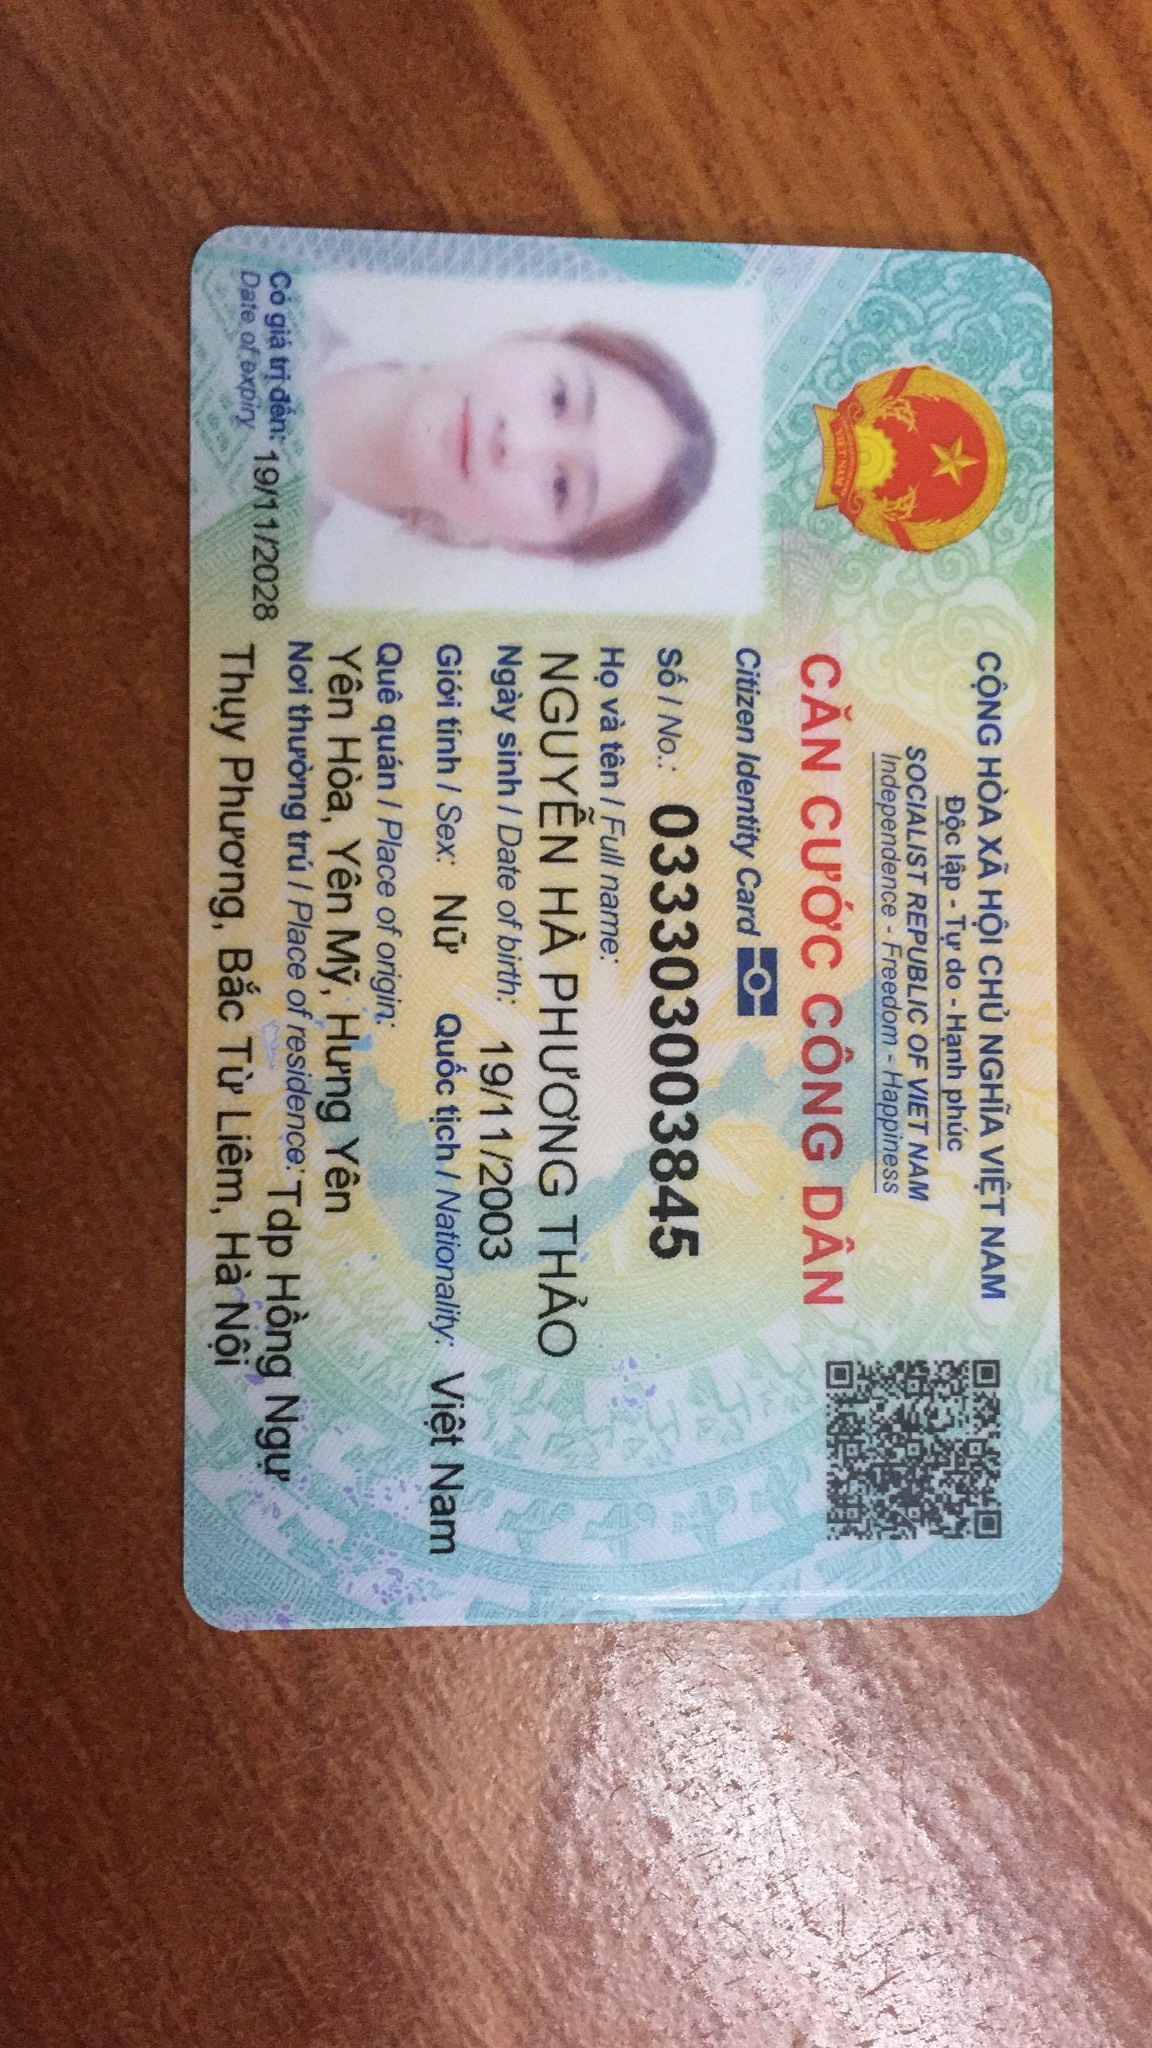 CỘNG HÒA XÃ HỘI CHỦ NGHĨA VIỆT NAM
Độc lập - Tự do - Hạnh phúc
SOCIALIST REPUBLIC OF VIET NAM
Independence - Freedom - Happiness
CĂN CƯỚC CÔNG DÂN
Citizen Identity Card
Số / No.: 033303003845
Họ và tên / Full name:
NGUYỄN HÀ PHƯƠNG THẢO
Ngày sinh / Date of birth: 19/11/2003
Giới tính / Sex: Nữ Quốc tịch / Nationality: Việt Nam
Quê quán / Place of origin:
Yên Hòa, Yên Mỹ, Hưng Yên
Nơi thường trú / Place of residence: Tdp Hồng Ngự
Thụy Phương, Bắc Từ Liêm, Hà Nội
Có giá trị đến: 19/11/2028
Date of expiry
VIỆT NAM